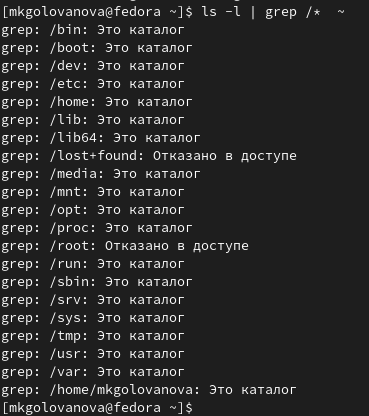 [mkgolovanova@fedora ~]$ ls -l | grep /*  ~
grep: /bin: Это каталог
grep: /boot: Это каталог
grep: /dev: Это каталог
grep: /etc: Это каталог
grep: /home: Это каталог
grep: /lib: Это каталог
grep: /lib64: Это каталог
grep: /lost+found: Отказано в доступе
grep: /media: Это каталог
grep: /mnt: Это каталог
grep: /opt: Это каталог
grep: /proc: Это каталог
grep: /root: Отказано в доступе
grep: /run: Это каталог
grep: /sbin: Это каталог
grep: /srv: Это каталог
grep: /sys: Это каталог
grep: /tmp: Это каталог
grep: /usr: Это каталог
grep: /var: Это каталог
grep: /home/mkgolovanova: Это каталог
[mkgolovanova@fedora ~]$